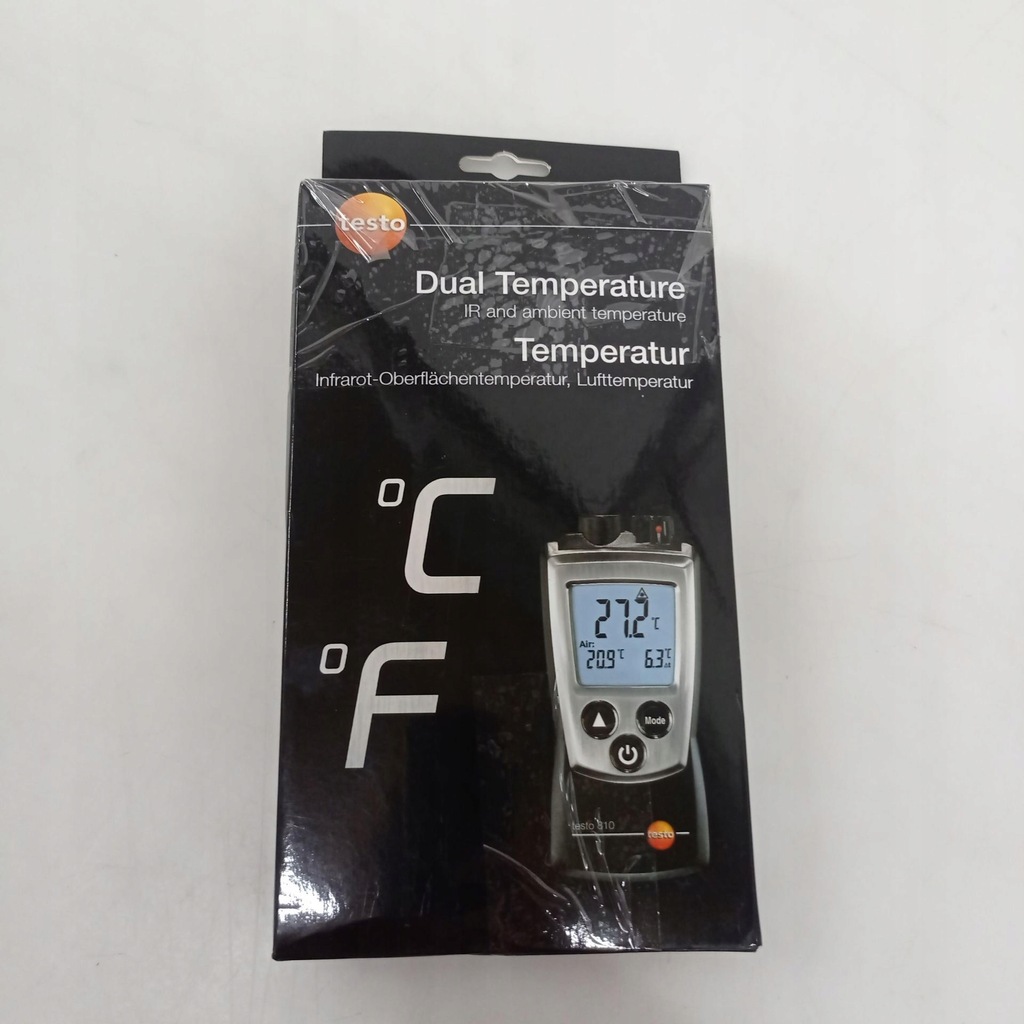 testo
Dual Temperature
IR and ambient temperature
Temperatur
Infrarot-Oberflächentemperatur, Lufttemperatur
°C
°F
27.2 °C
Air:
20.9 °C 6.3 °C
Mode
testo 810
testo